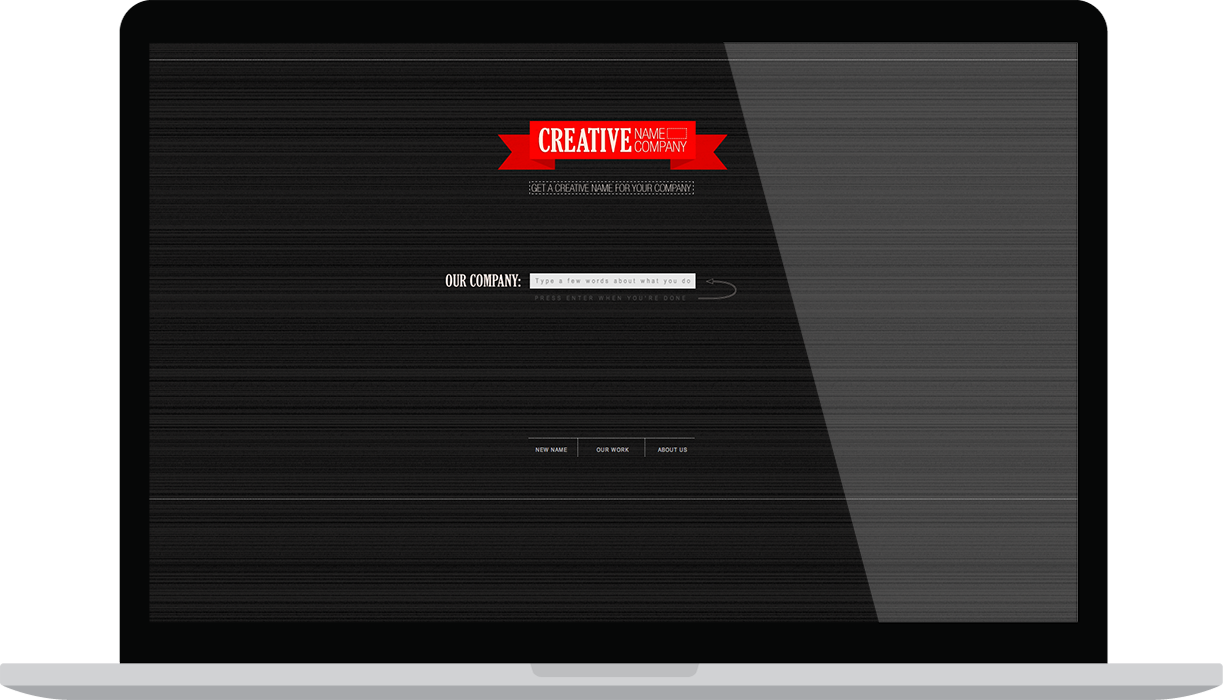 CREATIVE NAME
COMPANY
GET A CREATIVE NAME FOR YOUR COMPANY
OUR COMPANY: Type a few words about what you do
PRESS ENTER WHEN YOU'RE DONE
NEW NAME OUR WORK ABOUT US